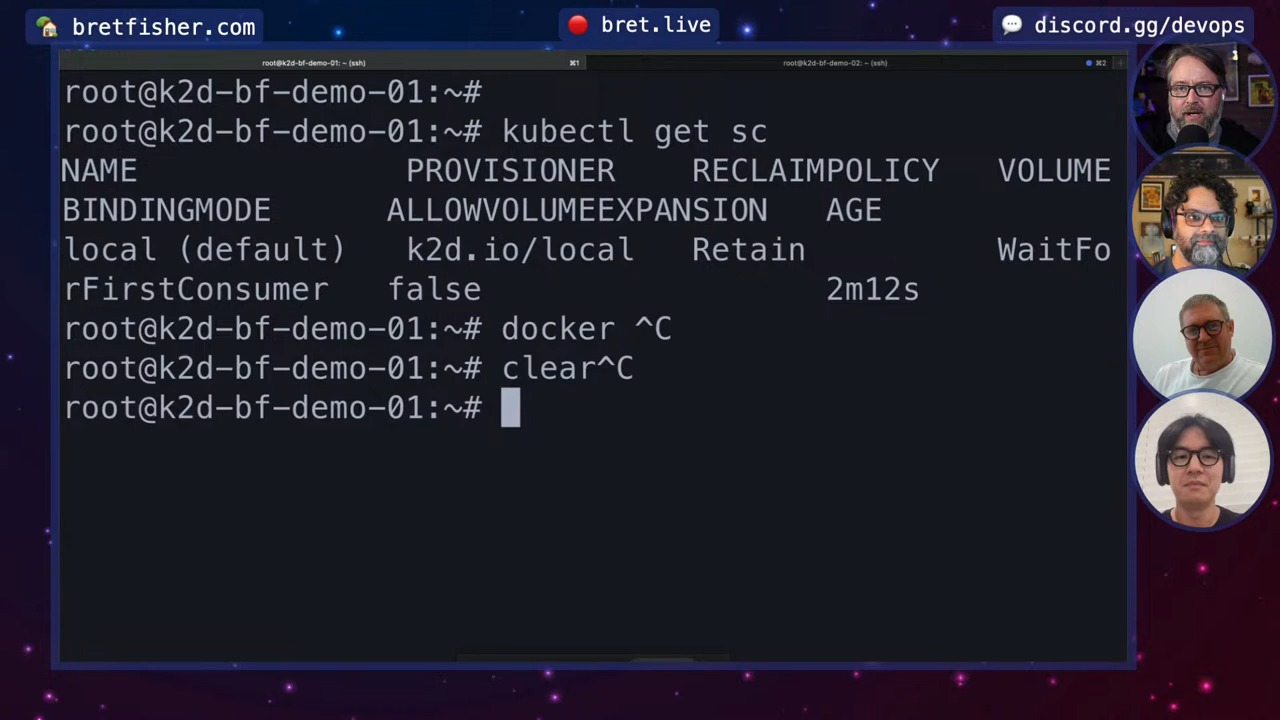 bretfisher.com
bret.live
discord.gg/devops
root@k2d-bf-demo-01: ~ (ssh)
⌘1
root@k2d-bf-demo-02: ~ (ssh)
⌘2
root@k2d-bf-demo-01:~#
root@k2d-bf-demo-01:~# kubectl get sc
NAME PROVISIONER RECLAIMPOLICY VOLUME
BINDINGMODE ALLOWVOLUMEEXPANSION AGE
local (default) k2d.io/local Retain WaitFo
rFirstConsumer false 2m12s
root@k2d-bf-demo-01:~# docker ^C
root@k2d-bf-demo-01:~# clear^C
root@k2d-bf-demo-01:~#